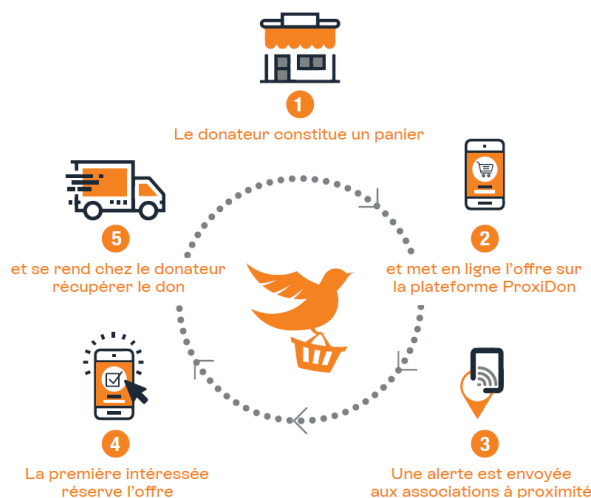 1
Le donateur constitue un panier
2
et met en ligne l'offre sur
la plateforme ProxiDon
3
Une alerte est envoyée
aux associations à proximité
4
La première intéressée
réserve l'offre
5
et se rend chez le donateur
récupérer le don